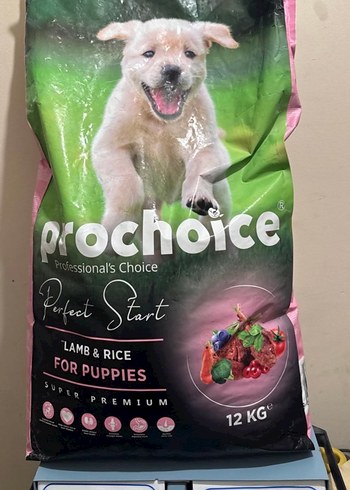 prochoice®
Professional's Choice
Perfect Start
LAMB & RICE
FOR PUPPIES
SUPER PREMIUM
12 KG